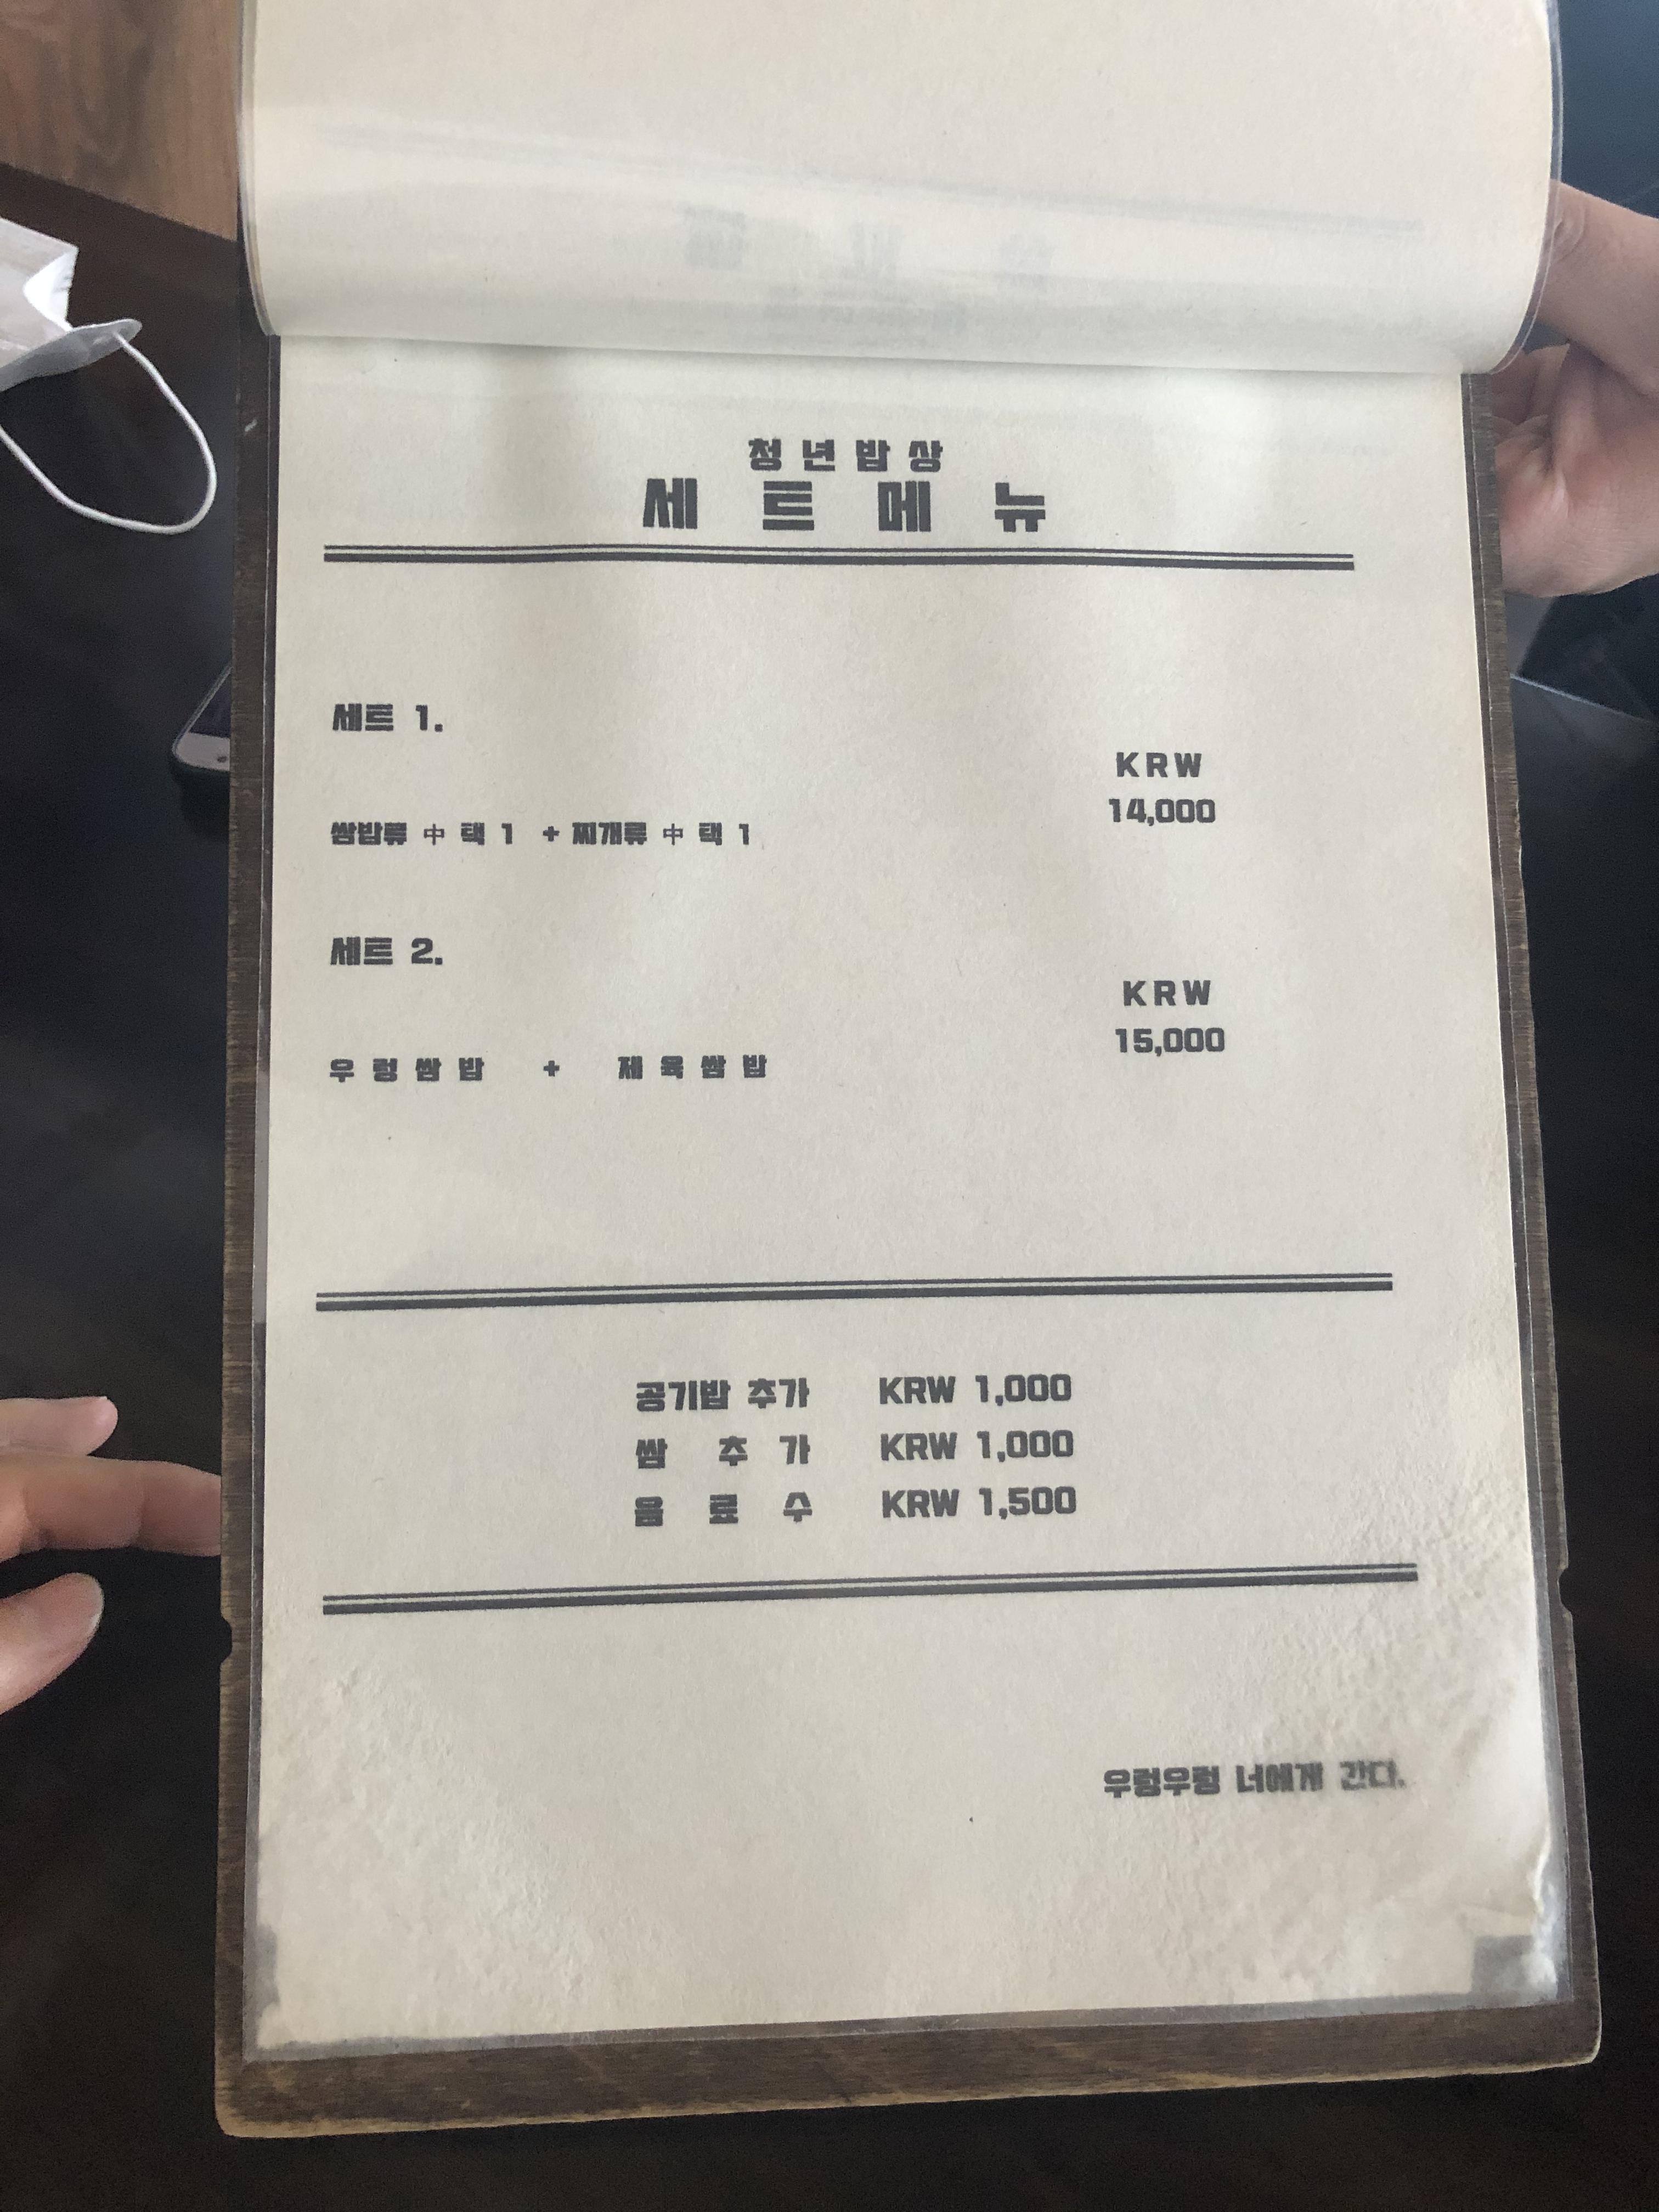 청년밥상
세트메뉴
세트 1.
KRW
14,000
쌈밥류 中 택 1 + 찌개류 中 택 1
세트 2.
KRW
15,000
우렁쌈밥 + 제육쌈밥
공기밥 추가 KRW 1,000
쌈 추가 KRW 1,000
음료수 KRW 1,500
우렁우렁 너에게 간다.